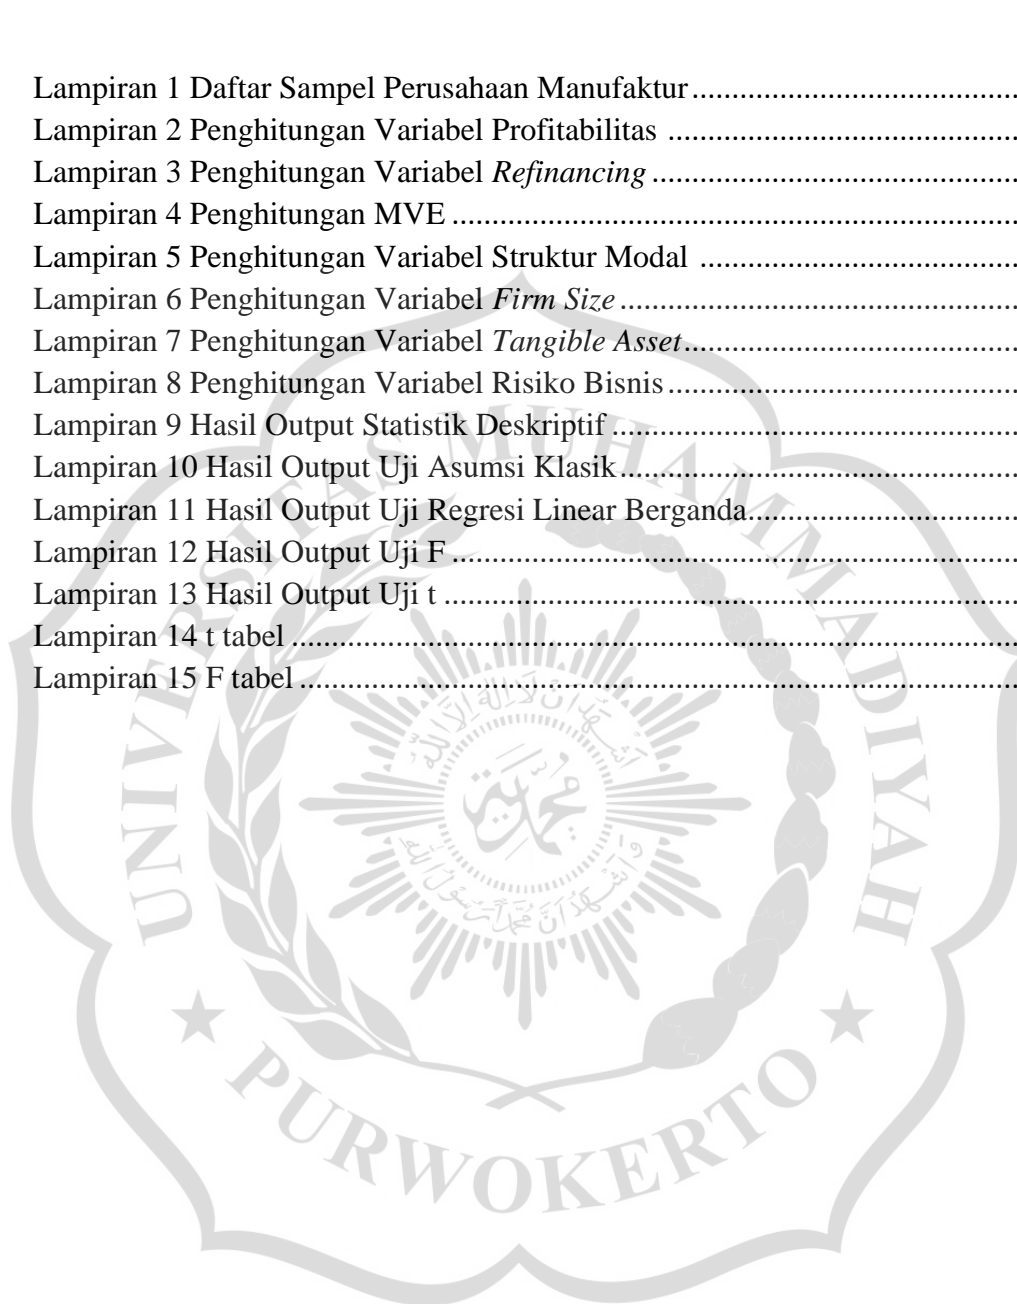 Lampiran 1 Daftar Sampel Perusahaan Manufaktur........................................
Lampiran 2 Penghitungan Variabel Profitabilitas ...........................................
Lampiran 3 Penghitungan Variabel Refinancing.............................................
Lampiran 4 Penghitungan MVE......................................................................
Lampiran 5 Penghitungan Variabel Struktur Modal .......................................
Lampiran 6 Penghitungan Variabel Firm Size.................................................
Lampiran 7 Penghitungan Variabel Tangible Asset.........................................
Lampiran 8 Penghitungan Variabel Risiko Bisnis...........................................
Lampiran 9 Hasil Output Statistik Deskriptif..................................................
Lampiran 10 Hasil Output Uji Asumsi Klasik.................................................
Lampiran 11 Hasil Output Uji Regresi Linear Berganda.................................
Lampiran 12 Hasil Output Uji F......................................................................
Lampiran 13 Hasil Output Uji t .......................................................................
Lampiran 14 t tabel..........................................................................................
Lampiran 15 F tabel.........................................................................................
UNIVERSITAS MUHAMMADIYAH
PURWOKERTO